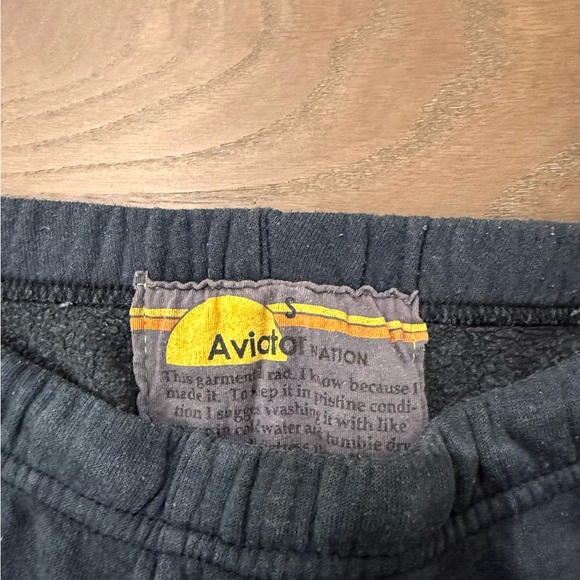 S
Aviator NATION
This garment rad. I know because I
made it. To keep it in pristine condi-
tion I suggest washing it with like
in cold water and tumble dry